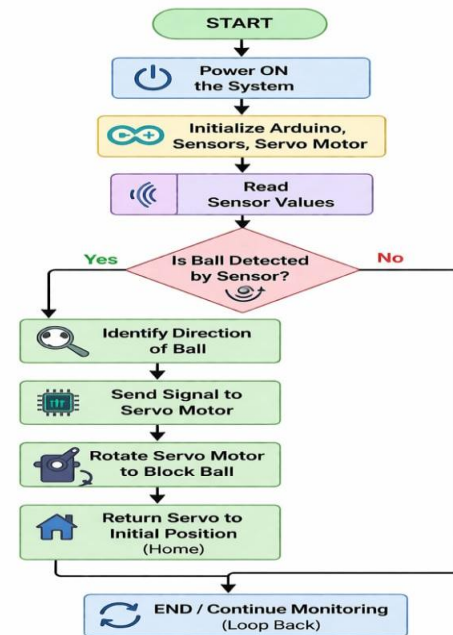 START
Power ON
the System
Initialize Arduino,
Sensors, Servo Motor
Read
Sensor Values
Is Ball Detected
by Sensor?
Yes
No
Identify Direction
of Ball
Send Signal to
Servo Motor
Rotate Servo Motor
to Block Ball
Return Servo to
Initial Position
(Home)
END / Continue Monitoring
(Loop Back)